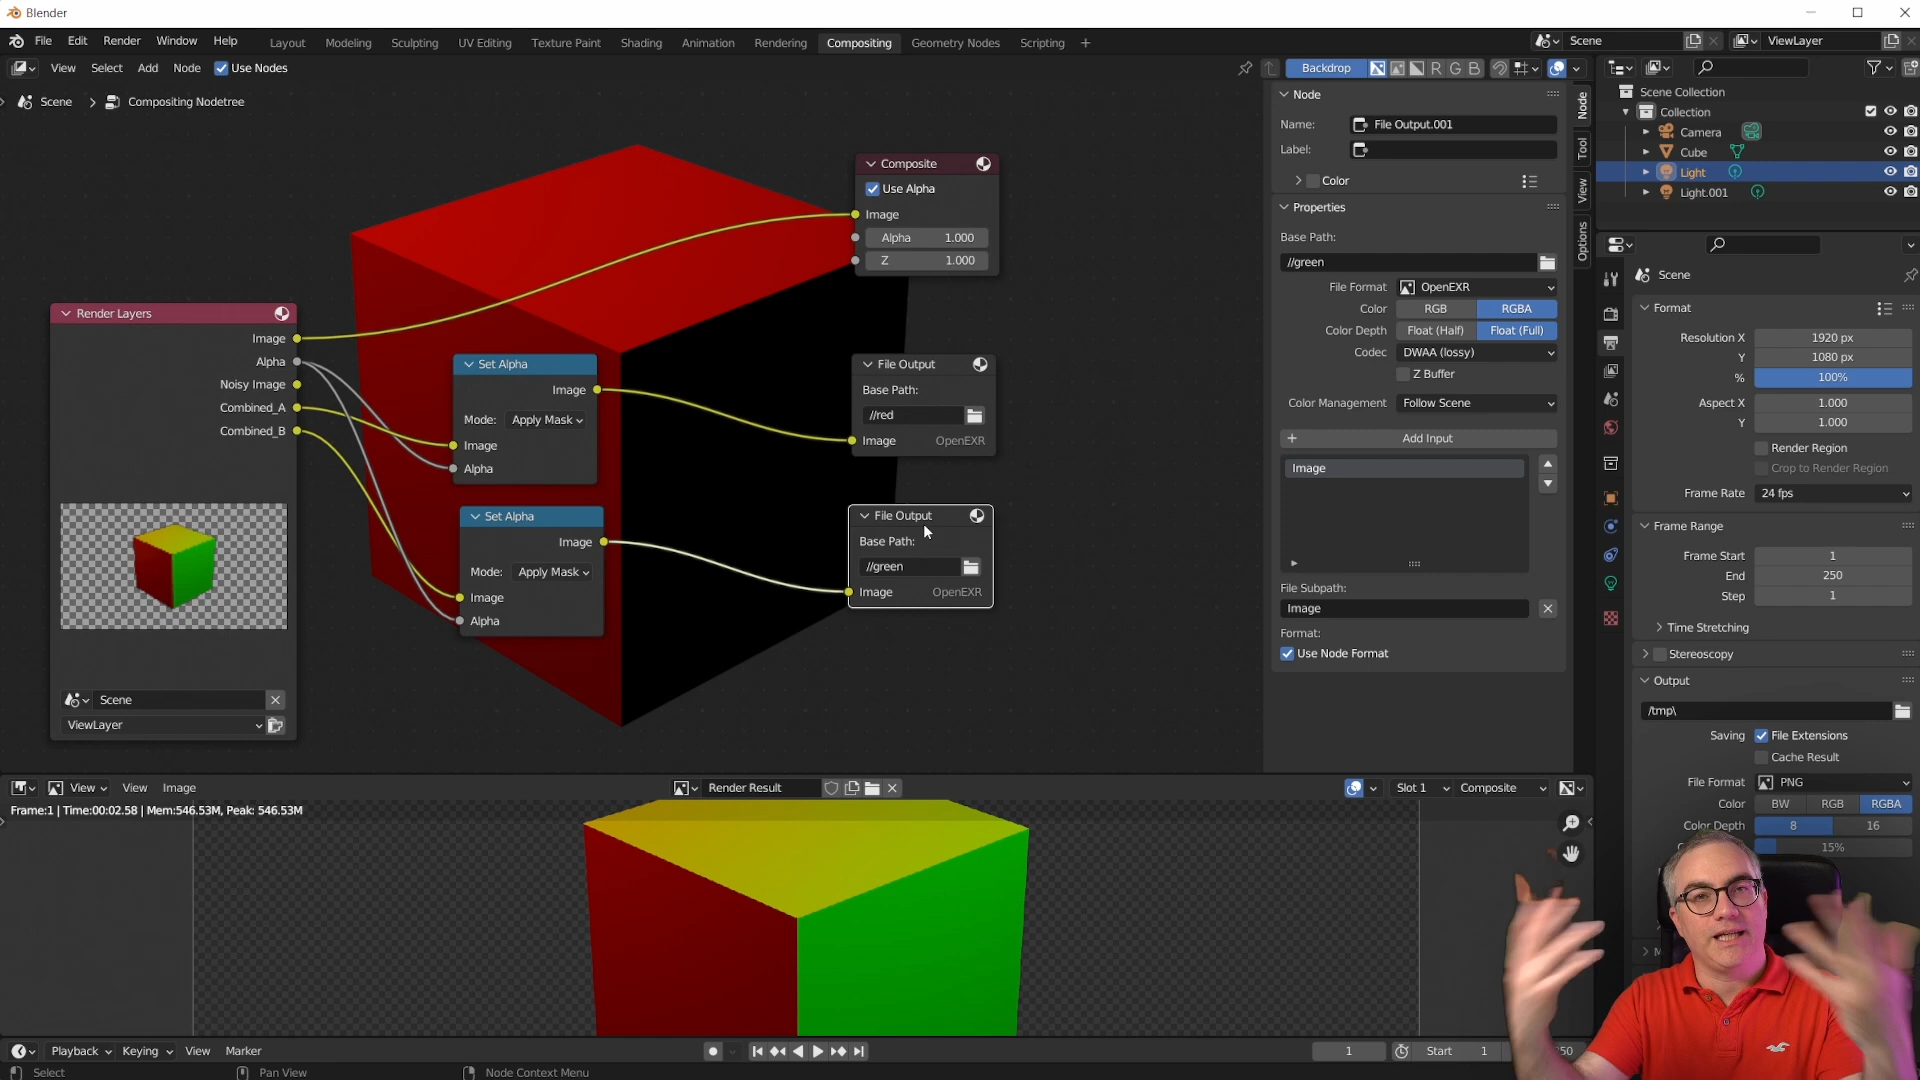 Blender
File Edit Render Window Help Layout Modeling Sculpting UV Editing Texture Paint Shading Animation Rendering Compositing Geometry Nodes Scripting + Scene ViewLayer
View Select Add Node Use Nodes Backdrop R G B
Scene > Compositing Nodetree
Render Layers
Image
Alpha
Noisy Image
Combined_A
Combined_B
Scene
ViewLayer
Set Alpha
Image
Mode: Apply Mask
Image
Alpha
Set Alpha
Image
Mode: Apply Mask
Image
Alpha
Composite
Use Alpha
Image
Alpha 1.000
Z 1.000
File Output
Base Path:
//red
Image OpenEXR
File Output
Base Path:
//green
Image OpenEXR
Node
Name: File Output.001
Label:
Color
Properties
Base Path:
//green
File Format OpenEXR
Color RGB RGBA
Color Depth Float (Half) Float (Full)
Codec DWAA (lossy)
Z Buffer
Color Management Follow Scene
+ Add Input
Image
File Subpath:
Image
Format:
Use Node Format
Node
Tool
View
Options
Scene Collection
Collection
Camera
Cube
Light
Light.001
Scene
Format
Resolution X 1920 px
Y 1080 px
% 100%
Aspect X 1.000
Y 1.000
Render Region
Crop to Render Region
Frame Rate 24 fps
Frame Range
Frame Start 1
End 250
Step 1
Time Stretching
Stereoscopy
Output
/tmp\
Saving File Extensions
Cache Result
File Format PNG
Color BW RGB RGBA
Color Depth 8 16
15%
View View Image Render Result Slot 1 Composite
Frame:1 | Time:00:02.58 | Mem:546.53M, Peak: 546.53M
Playback Keying View Marker 1 Start 1
Select Pan View Node Context Menu